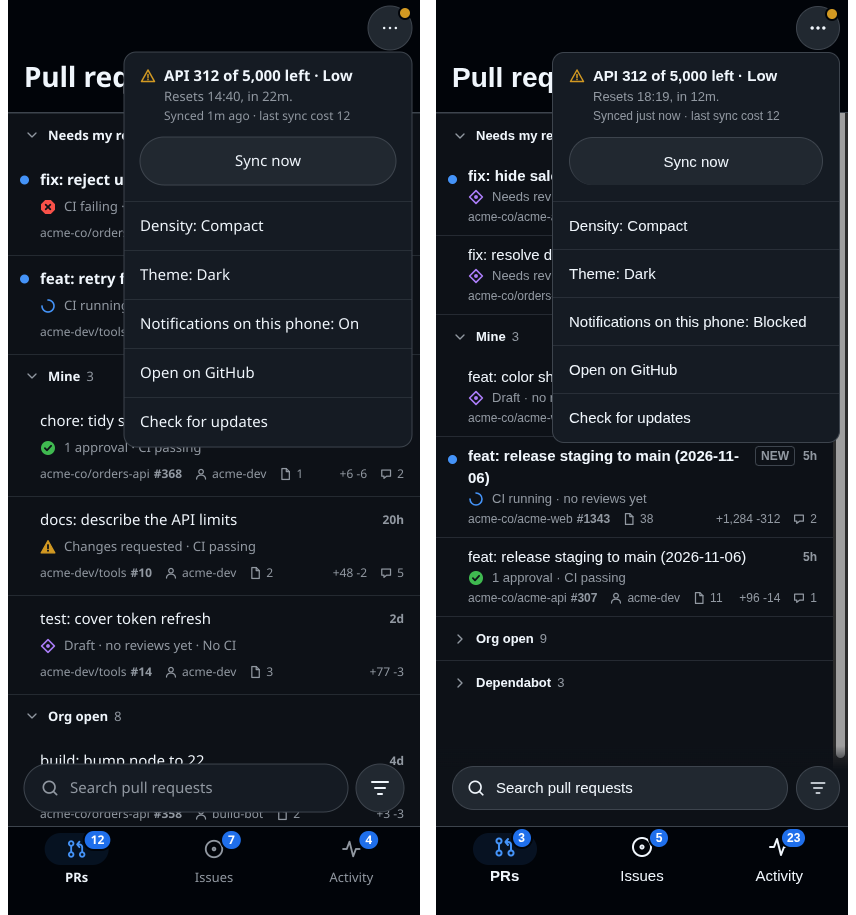 Pull req
API 312 of 5,000 left · Low
Resets 14:40, in 22m.
Synced 1m ago · last sync cost 12
Sync now
Density: Compact
Theme: Dark
Notifications on this phone: On
Open on GitHub
Check for updates
Needs my re
fix: reject u
CI failing ·
acme-co/order
feat: retry f
CI running
acme-dev/tools
Mine 3
chore: tidy s
1 approval · CI passing
acme-co/orders-api #368 acme-dev 1 +6 -6 2
docs: describe the API limits 20h
Changes requested · CI passing
acme-dev/tools #10 acme-dev 2 +48 -2 5
test: cover token refresh 2d
Draft · no reviews yet · No CI
acme-dev/tools #14 acme-dev 3 +77 -3
Org open 8
build: bump node to 22 4d
Search pull requests
acme-co/orders-api #358 build-bot 2 +3 -3
12 7 4
PRs Issues Activity
Pull req
API 312 of 5,000 left · Low
Resets 18:19, in 12m.
Synced just now · last sync cost 12
Sync now
Density: Compact
Theme: Dark
Notifications on this phone: Blocked
Open on GitHub
Check for updates
Needs my re
fix: hide sale
Needs rev
acme-co/acme-
fix: resolve d
Needs rev
acme-co/orders
Mine 3
feat: color sh
Draft · no r
acme-co/acme-
feat: release staging to main (2026-11- NEW 5h
06)
CI running · no reviews yet
acme-co/acme-web #1343 38 +1,284 -312 2
feat: release staging to main (2026-11-06) 5h
1 approval · CI passing
acme-co/acme-api #307 acme-dev 11 +96 -14 1
Org open 9
Dependabot 3
Search pull requests
3 5 23
PRs Issues Activity